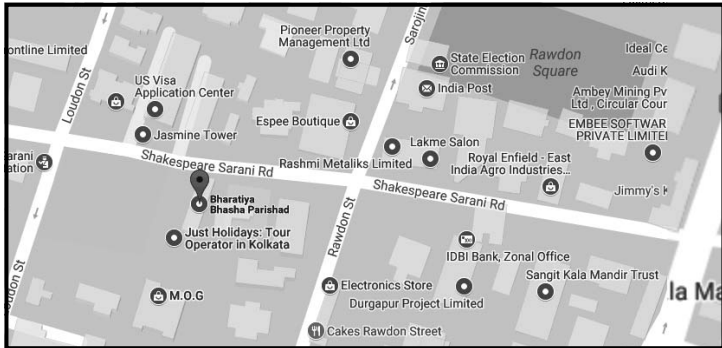 Pioneer Property
Management Ltd
Sarojin
State Election
Commission
Rawdon
Square
Ideal Ce
Audi K
rontline Limited
Loudon St
US Visa
Application Center
India Post
Ambey Mining Pv
Ltd , Circular Cour
Espee Boutique
EMBEE SOFTWAR
PRIVATE LIMITE
Jasmine Tower
Lakme Salon
Shakespeare Sarani Rd
Rashmi Metaliks Limited
Royal Enfield - East
India Agro Industries...
arani
ation
Shakespeare Sarani Rd
Jimmy's K
Bharatiya
Bhasha Parishad
Rawdon St
Just Holidays: Tour
Operator in Kolkata
IDBI Bank, Zonal Office
Sangit Kala Mandir Trust
oudon St
M.O.G
Electronics Store
Durgapur Project Limited
la Ma
Cakes Rawdon Street